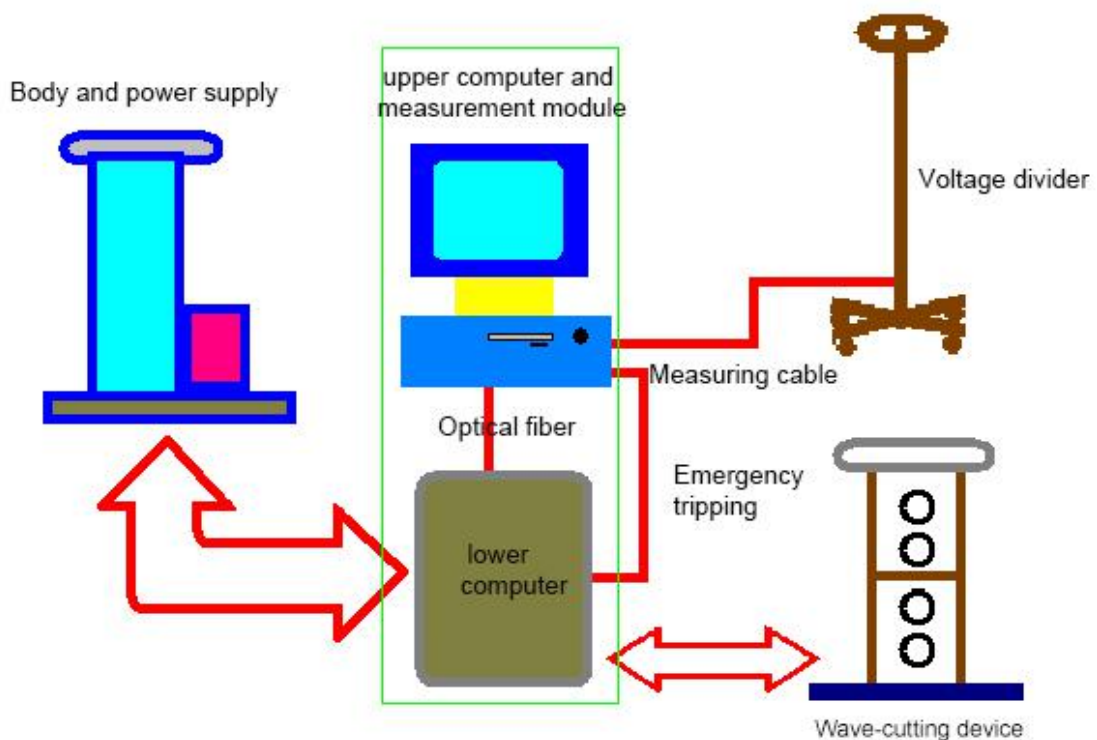 Body and power supply
upper computer and
measurement module
Voltage divider
Measuring cable
Optical fiber
Emergency
tripping
lower
computer
Wave-cutting device